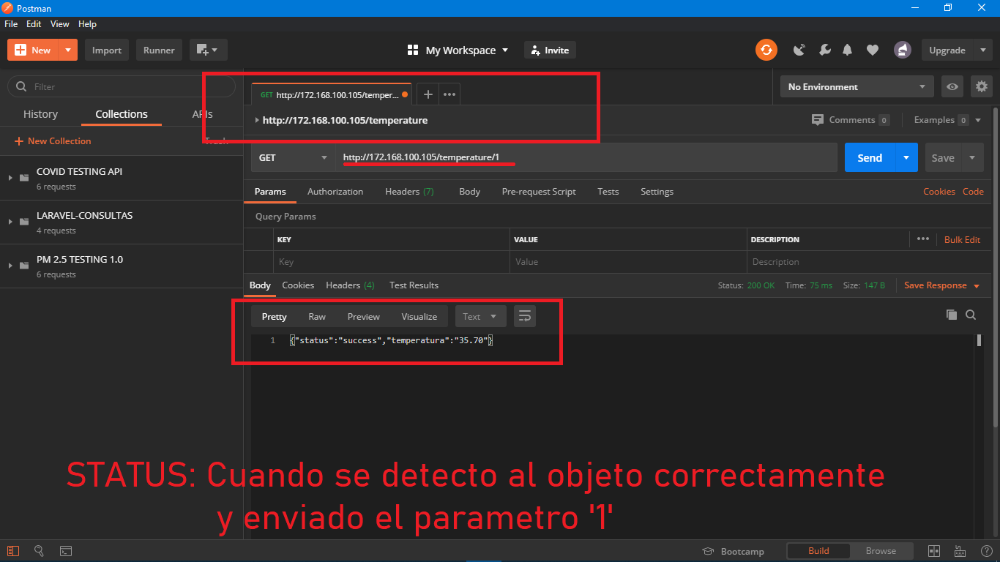 Postman
File Edit View Help
New Import Runner My Workspace Invite Upgrade
Filter
History Collections APIs
New Collection Trash
COVID TESTING API
6 requests
LARAVEL-CONSULTAS
4 requests
PM 2.5 TESTING 1.0
6 requests
GET http://172.168.100.105/temper... + ••• No Environment
http://172.168.100.105/temperature Comments 0 Examples 0
GET http://172.168.100.105/temperature/1 Send Save
Params Authorization Headers (7) Body Pre-request Script Tests Settings Cookies Code
Query Params
KEY VALUE DESCRIPTION ••• Bulk Edit
Key Value Description
Body Cookies Headers (4) Test Results Status: 200 OK Time: 75 ms Size: 147 B Save Response
Pretty Raw Preview Visualize Text
1 {"status":"success","temperatura":"35.70"}
STATUS: Cuando se detecto al objeto correctamente
y enviado el parametro '1'
Bootcamp Build Browse